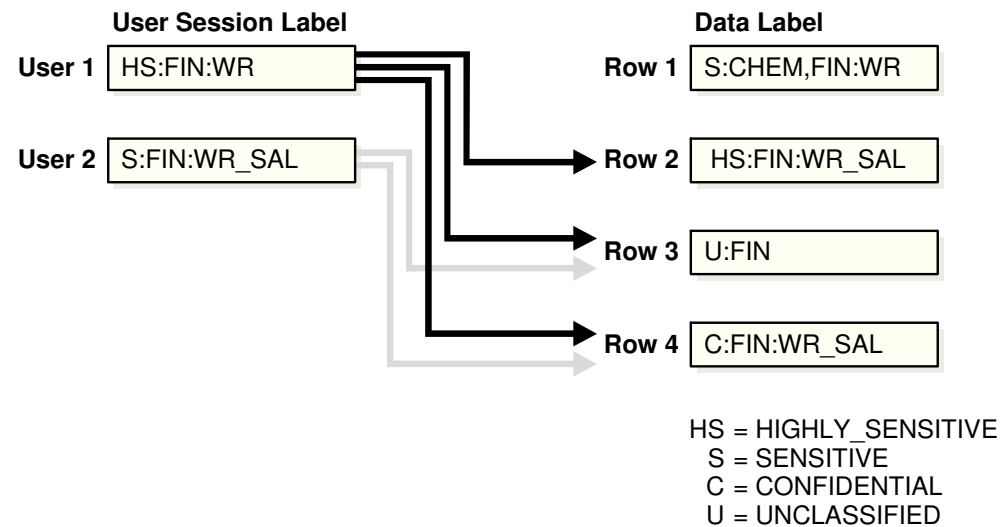 User Session Label
Data Label
User 1 HS:FIN:WR
Row 1 S:CHEM,FIN:WR
User 2 S:FIN:WR_SAL
Row 2 HS:FIN:WR_SAL
Row 3 U:FIN
Row 4 C:FIN:WR_SAL
HS = HIGHLY_SENSITIVE
S = SENSITIVE
C = CONFIDENTIAL
U = UNCLASSIFIED